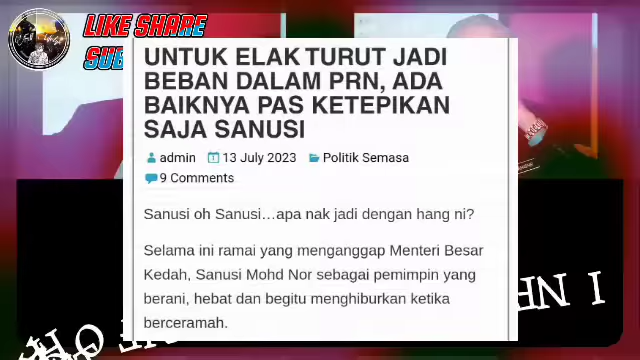 LIKE SHARE
SUB
UNTUK ELAK TURUT JADI
BEBAN DALAM PRN, ADA
BAIKNYA PAS KETEPIKAN
SAJA SANUSI
admin 13 July 2023 Politik Semasa
9 Comments
Sanusi oh Sanusi...apa nak jadi dengan hang ni?
Selama ini ramai yang menganggap Menteri Besar
Kedah, Sanusi Mohd Nor sebagai pemimpin yang
berani, hebat dan begitu menghiburkan ketika
berceramah.